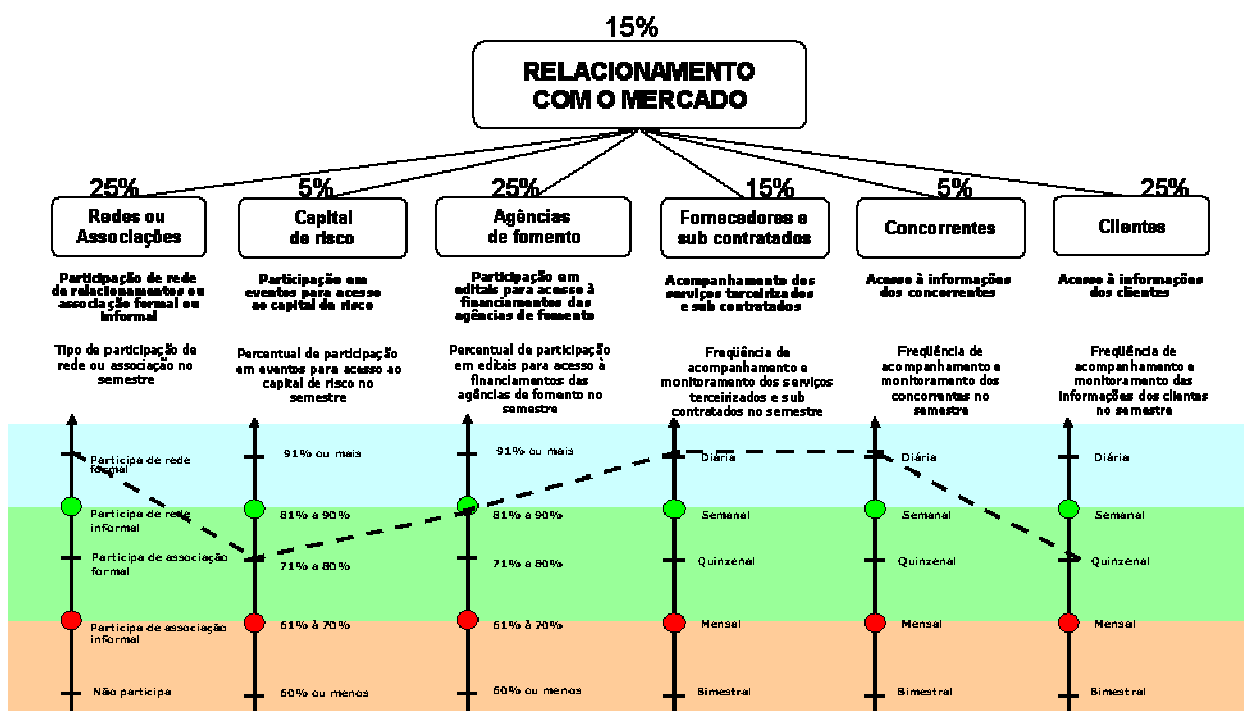 15%
RELACIONAMENTO
COM O MERCADO
25%
5%
25%
15%
5%
25%
Redes ou
Associações
Capital
de risco
Agências
de fomento
Fornecedores e
sub contratados
Concorrentes
Clientes
Participação de rede
de relacionamentos ou
associação formal ou
informal
Participação em
eventos para acesso
ao capital de risco
Participação em
editais para acesso à
financiamentos das
agências de fomento
Acompanhamento dos
serviços terceirizados
e sub contratados
Acesso à informações
dos concorrentes
Acesso à informações
dos clientes
Tipo de participação de
rede ou associação no
semestre
Percentual de participação
em eventos para acesso ao
capital de risco no
semestre
Percentual de participação
em editais para acesso à
financiamentos das
agências de fomento no
semestre
Freqüência de
acompanhamento e
monitoramento dos serviços
terceirizados e sub
contratados no semestre
Freqüência de
acompanhamento e
monitoramento dos
concorrentes no
semestre
Freqüência de
acompanhamento e
monitoramento das
informações dos clientes
no semestre
Participa de rede
formal
Participa de rede
informal
Participa de associação
formal
Participa de associação
informal
Não participa
91% ou mais
81% à 90%
71% a 80%
61% à 70%
60% ou menos
91% ou mais
81% à 90%
71% a 80%
61% à 70%
60% ou menos
Diária
Semanal
Quinzenal
Mensal
Bimestral
Diária
Semanal
Quinzenal
Mensal
Bimestral
Diária
Semanal
Quinzenal
Mensal
Bimestral